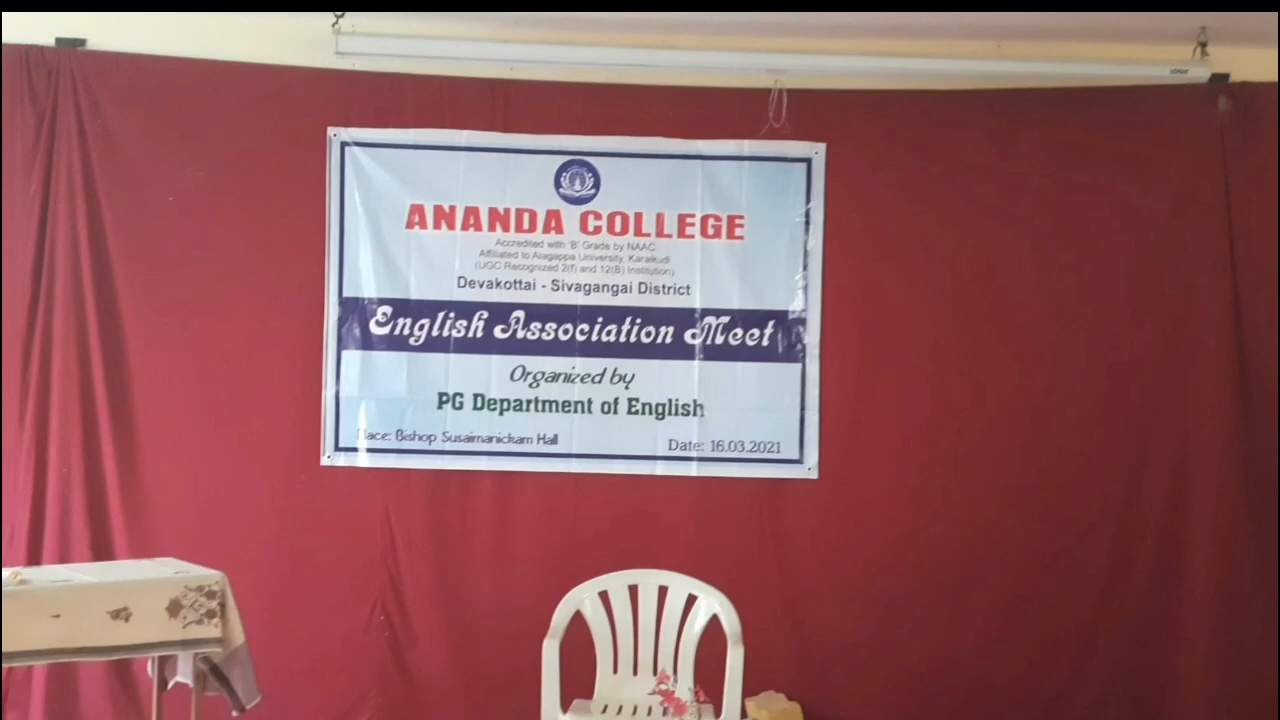 ANANDA COLLEGE
Accredited with 'B' Grade by NAAC
Affiliated to Alagappa University, Karaikudi
(UGC Recognized 2(f) and 12(B) Institution)
Devakottai - Sivagangai District
English Association Meet
Organized by
PG Department of English
Place: Bishop Susaimanickam Hall
Date: 16.03.2021